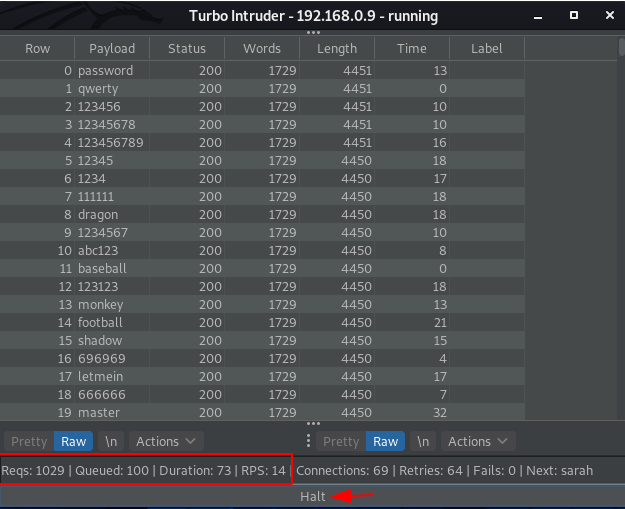 Turbo Intruder - 192.168.0.9 - running
Row Payload Status Words Length Time Label
0 password 200 1729 4451 13
1 qwerty 200 1729 4451 0
2 123456 200 1729 4451 10
3 12345678 200 1729 4451 10
4 123456789 200 1729 4451 16
5 12345 200 1729 4450 18
6 1234 200 1729 4450 17
7 111111 200 1729 4450 18
8 dragon 200 1729 4450 18
9 1234567 200 1729 4450 10
10 abc123 200 1729 4450 8
11 baseball 200 1729 4450 0
12 123123 200 1729 4450 18
13 monkey 200 1729 4450 13
14 football 200 1729 4450 21
15 shadow 200 1729 4450 15
16 696969 200 1729 4450 4
17 letmein 200 1729 4450 17
18 666666 200 1729 4450 7
19 master 200 1729 4450 32
Pretty Raw \n Actions Pretty Raw \n Actions
Reqs: 1029 | Queued: 100 | Duration: 73 | RPS: 14 | Connections: 69 | Retries: 64 | Fails: 0 | Next: sarah
Halt